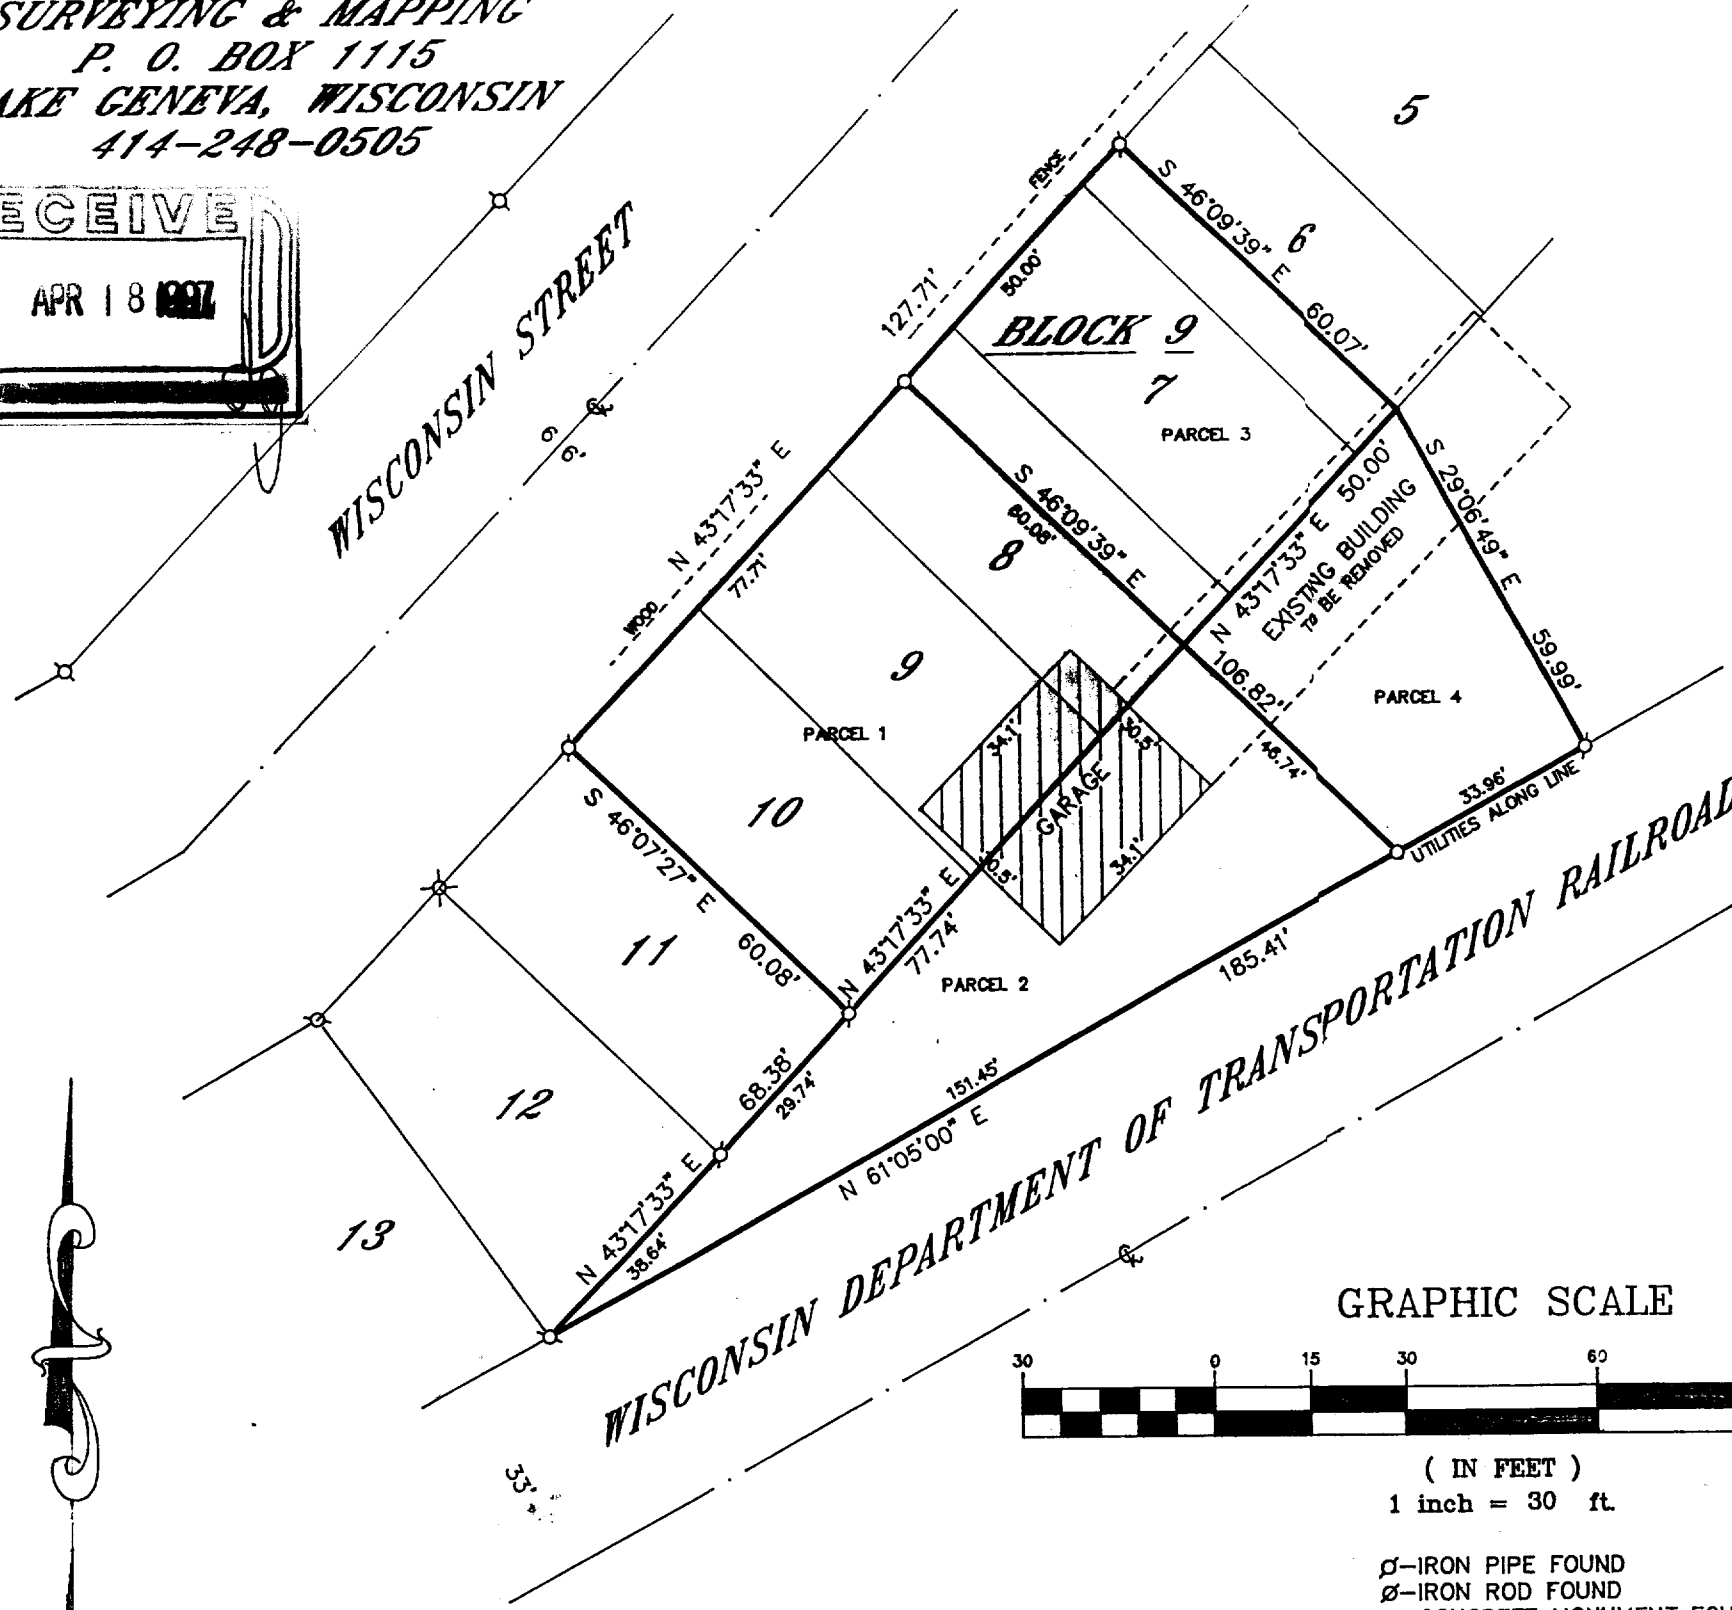 SURVEYING & MAPPING
P. O. BOX 1115
AKE GENEVA, WISCONSIN
414-248-0505
ECEIVE
D
APR 18 1997
WISCONSIN STREET
℄
66'
FENCE
127.71'
50.00'
5
S 46°09'39" E
60.07'
6
BLOCK 9
7
PARCEL 3
N 43°17'33" E
77.71'
WOOD
S 46°09'39" E
60.08'
8
N 43°17'33" E 50.00'
EXISTING BUILDING
TO BE REMOVED
S 29°06'49" E
59.99'
106.82'
46.74'
PARCEL 4
9
PARCEL 1
10
34.1'
30.5'
GARAGE
34.1'
0.5'
33.96'
UTILITIES ALONG LINE
S 46°07'27" E
60.08'
11
N 43°17'33" E
77.74'
PARCEL 2
185.41'
68.38'
29.74'
151.45'
N 61°05'00" E
12
N 43°17'33" E
38.64'
13
WISCONSIN DEPARTMENT OF TRANSPORTATION RAILROAD
℄
33'
GRAPHIC SCALE
30 0 15 30 60
( IN FEET )
1 inch = 30 ft.
Ø-IRON PIPE FOUND
Ø-IRON ROD FOUND